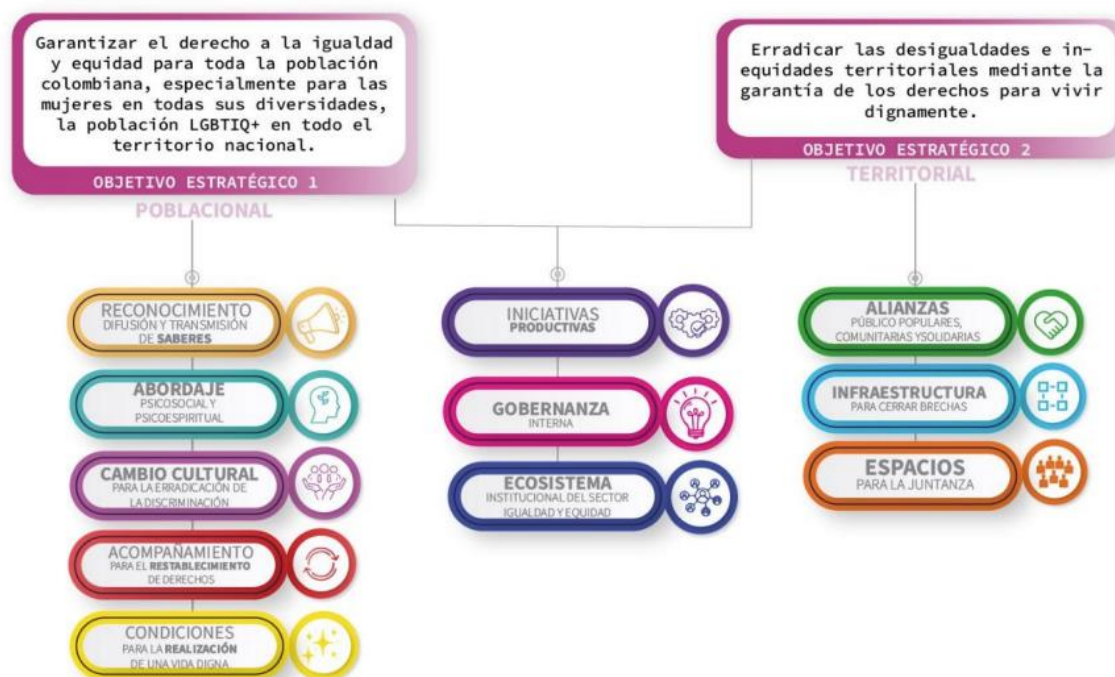 Garantizar el derecho a la igualdad
y equidad para toda la población
colombiana, especialmente para las
mujeres en todas sus diversidades,
la población LGBTIQ+ en todo el
territorio nacional.
OBJETIVO ESTRATÉGICO 1
POBLACIONAL
Erradicar las desigualdades e in-
equidades territoriales mediante la
garantía de los derechos para vivir
dignamente.
OBJETIVO ESTRATÉGICO 2
TERRITORIAL
RECONOCIMIENTO
DIFUSIÓN Y TRANSMISIÓN
DE SABERES
ABORDAJE
PSICOSOCIAL Y
PSICOESPIRITUAL
CAMBIO CULTURAL
PARA LA ERRADICACIÓN DE
LA DISCRIMINACIÓN
ACOMPAÑAMIENTO
PARA EL RESTABLECIMIENTO
DE DERECHOS
CONDICIONES
PARA LA REALIZACIÓN
DE UNA VIDA DIGNA
INICIATIVAS
PRODUCTIVAS
GOBERNANZA
INTERNA
ECOSISTEMA
INSTITUCIONAL DEL SECTOR
IGUALDAD Y EQUIDAD
ALIANZAS
PÚBLICO POPULARES,
COMUNITARIAS YSOLIDARIAS
INFRAESTRUCTURA
PARA CERRAR BRECHAS
ESPACIOS
PARA LA JUNTANZA